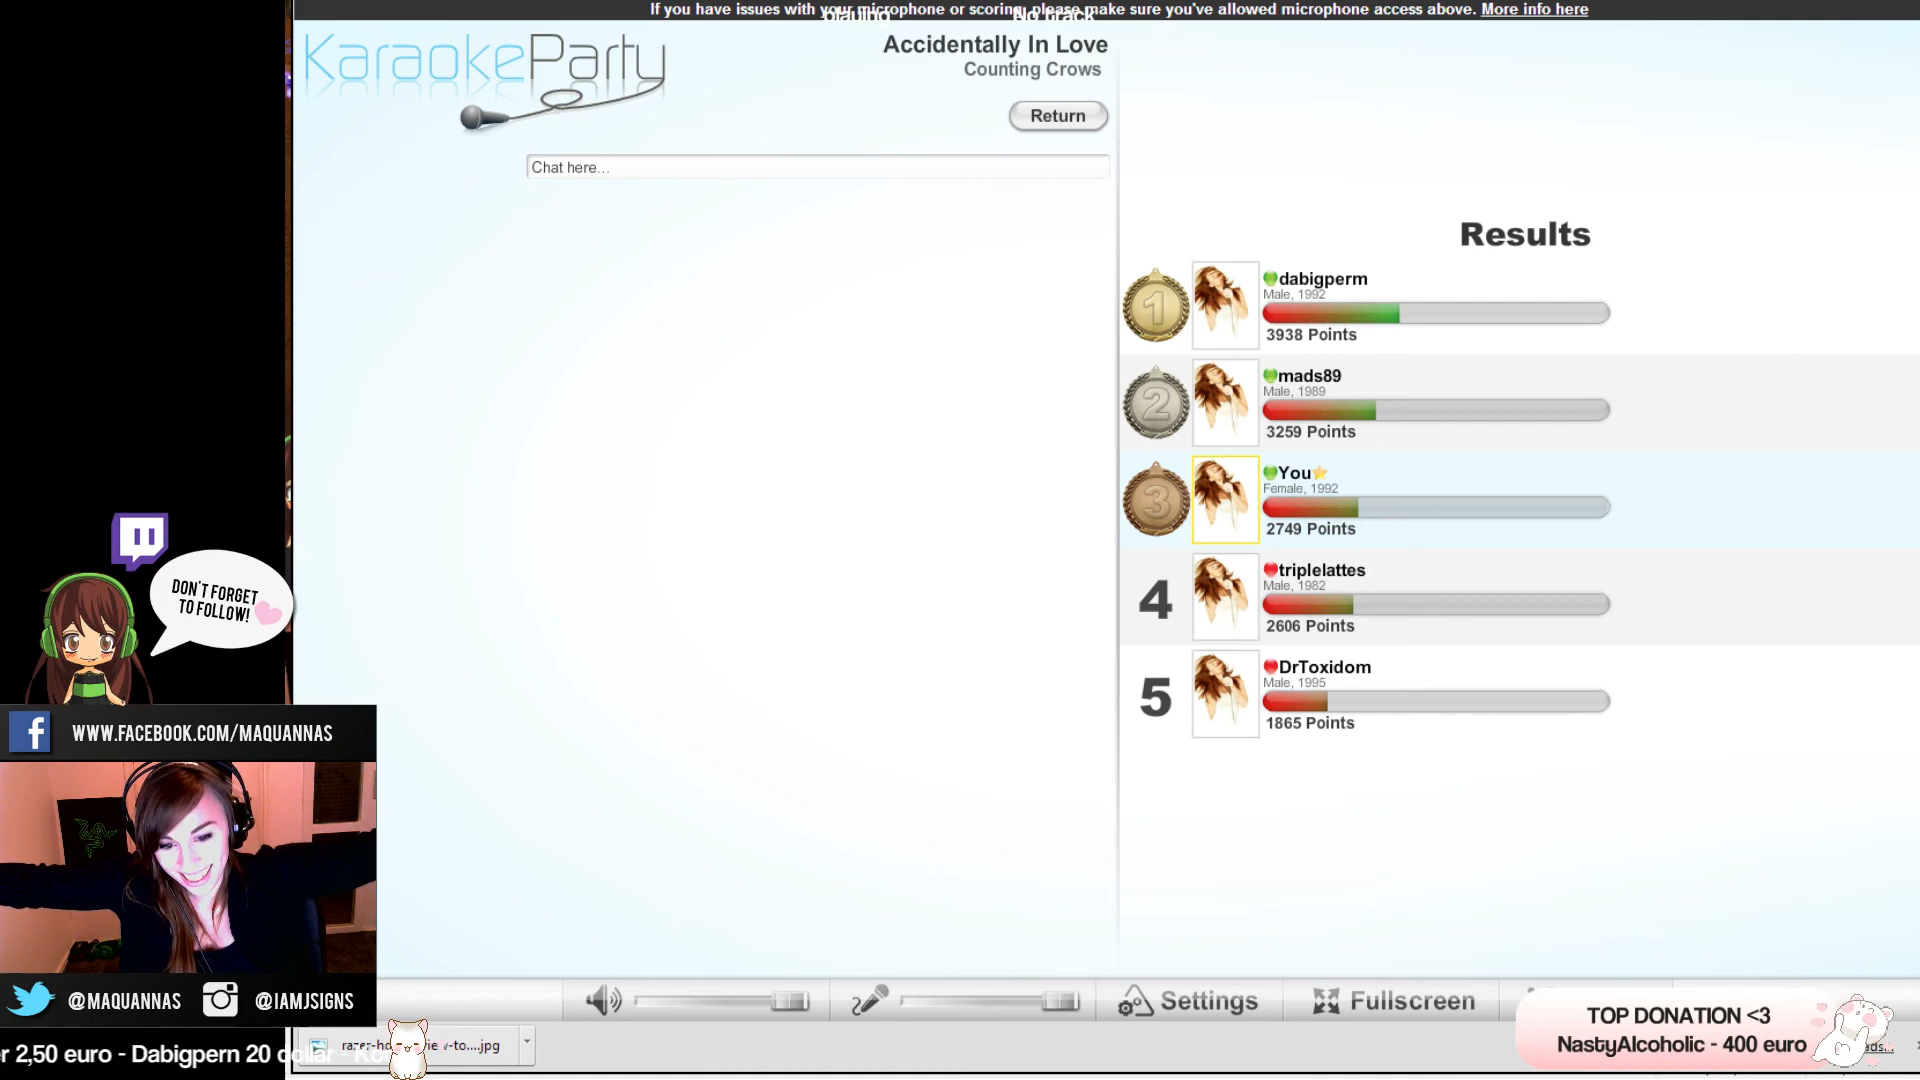 If you have issues with your microphone or scoring, please make sure you've allowed microphone access above. More info here
KaraokeParty
Accidentally In Love
Counting Crows
Return
Chat here...
Results
1
dabigperm
Male, 1992
3938 Points
2
mads89
Male, 1989
3259 Points
3
You
Female, 1992
2749 Points
4
triplelattes
Male, 1982
2606 Points
5
DrToxidom
Male, 1995
1865 Points
DON'T FORGET
TO FOLLOW!
f WWW.FACEBOOK.COM/MAQUANNAS
@MAQUANNAS @IAMJSIGNS
Settings
Fullscreen
TOP DONATION <3
NastyAlcoholic - 400 euro
r 2,50 euro - Dabigpern 20 dollar